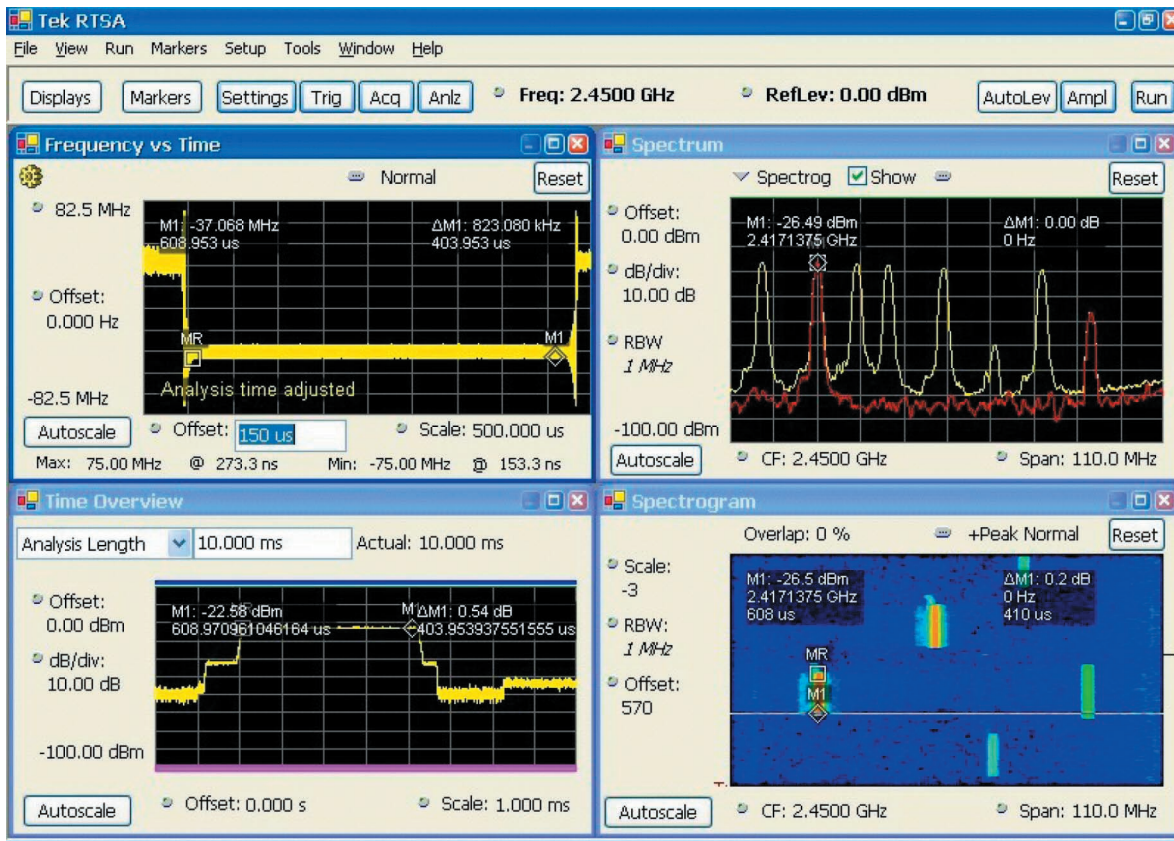 Tek RTSA
File View Run Markers Setup Tools Window Help
Displays Markers Settings Trig Acq Anlz Freq: 2.4500 GHz RefLev: 0.00 dBm AutoLev Ampl Run
Frequency vs Time
Normal Reset
82.5 MHz
M1: -37.068 MHz ΔM1: 823.080 kHz
608.953 us 403.953 us
Offset:
0.000 Hz
MR M1
Analysis time adjusted
-82.5 MHz
Autoscale Offset: 150 us Scale: 500.000 us
Max: 75.00 MHz @ 273.3 ns Min: -75.00 MHz @ 153.3 ns
Spectrum
Spectrog Show Reset
Offset:
0.00 dBm
M1: -26.49 dBm ΔM1: 0.00 dB
2.4171375 GHz 0 Hz
dB/div:
10.00 dB
RBW
1 MHz
-100.00 dBm
Autoscale CF: 2.4500 GHz Span: 110.0 MHz
Time Overview
Analysis Length 10.000 ms Actual: 10.000 ms
Offset:
0.00 dBm
M1: -22.58 dBm ΔM1: 0.54 dB
608.970961046164 us 403.953937551555 us
dB/div:
10.00 dB
-100.00 dBm
Autoscale Offset: 0.000 s Scale: 1.000 ms
Spectrogram
Overlap: 0 % +Peak Normal Reset
Scale:
-3
M1: -26.5 dBm ΔM1: 0.2 dB
2.4171375 GHz 0 Hz
608 us 410 us
RBW:
1 MHz
MR
Offset:
570
M1
Autoscale CF: 2.4500 GHz Span: 110.0 MHz